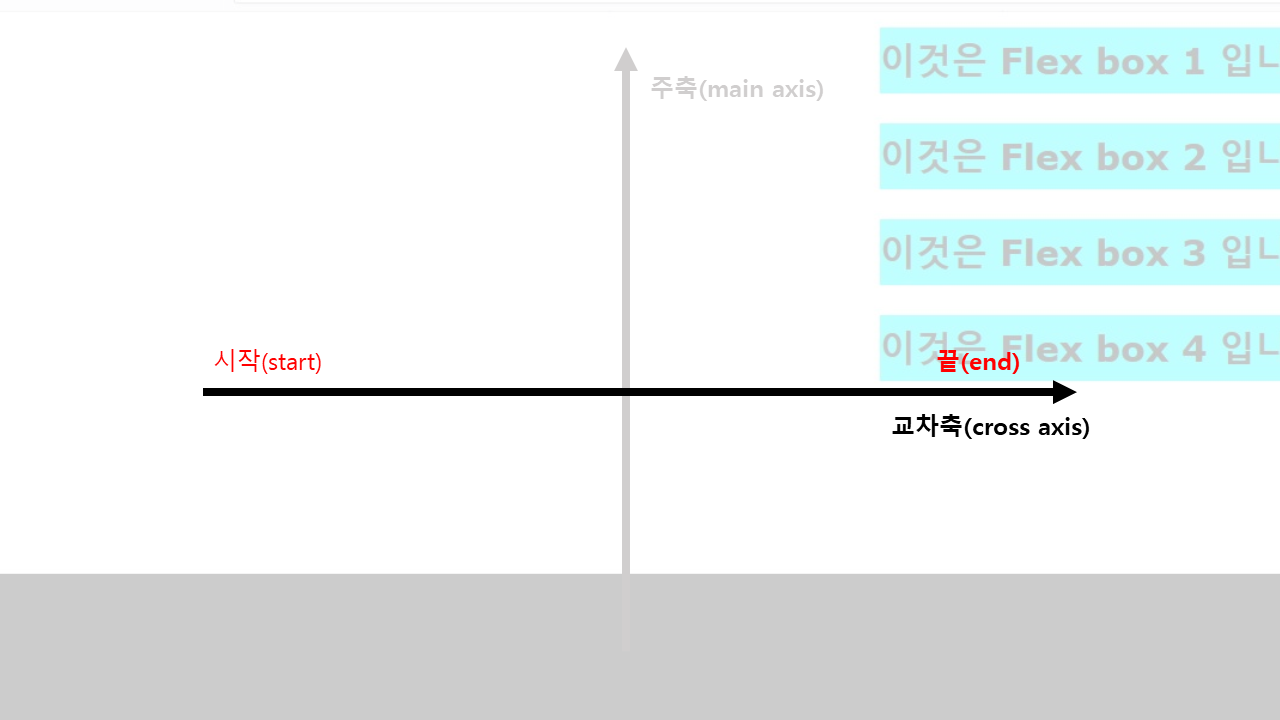 이것은 Flex box 1 입니
주축(main axis)
이것은 Flex box 2 입니
이것은 Flex box 3 입니
이것은 Flex box 4 입니
시작(start)
끝(end)
교차축(cross axis)